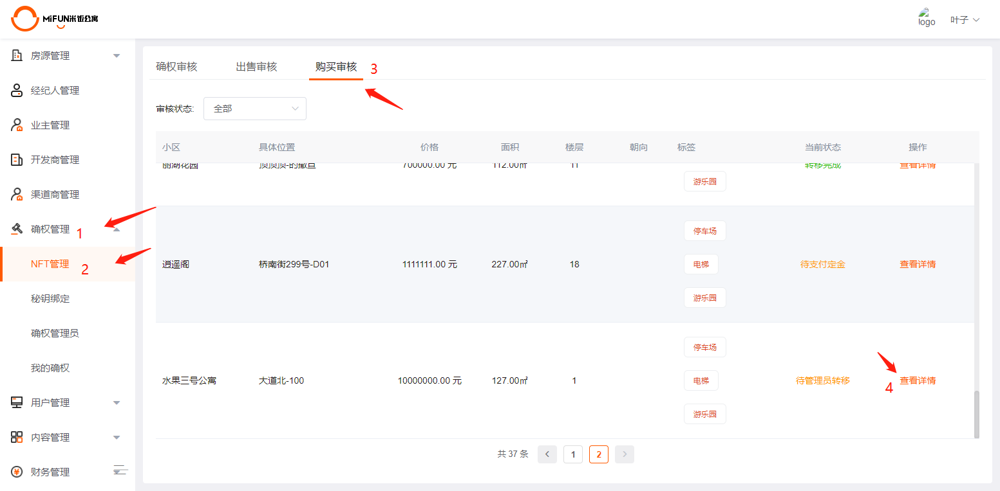 MiFUN米饭公寓
logo
叶子
房源管理
经纪人管理
业主管理
开发商管理
渠道商管理
确权管理 1
NFT管理 2
秘钥绑定
确权管理员
我的确权
用户管理
内容管理
财务管理
确权审核 出售审核 购买审核 3
审核状态: 全部
小区 具体位置 价格 面积 楼层 朝向 标签 当前状态 操作
丽湖花园 顶顶顶-的撒旦 700000.00 元 112.00㎡ 11 转移完成 查看详情
游乐园
停车场
逍遥阁 桥南街299号-D01 1111111.00 元 227.00㎡ 18 电梯 待支付定金 查看详情
游乐园
停车场
水果三号公寓 大道北-100 10000000.00 元 127.00㎡ 1 电梯 待管理员转移 4 查看详情
游乐园
共 37 条 < 1 2 >